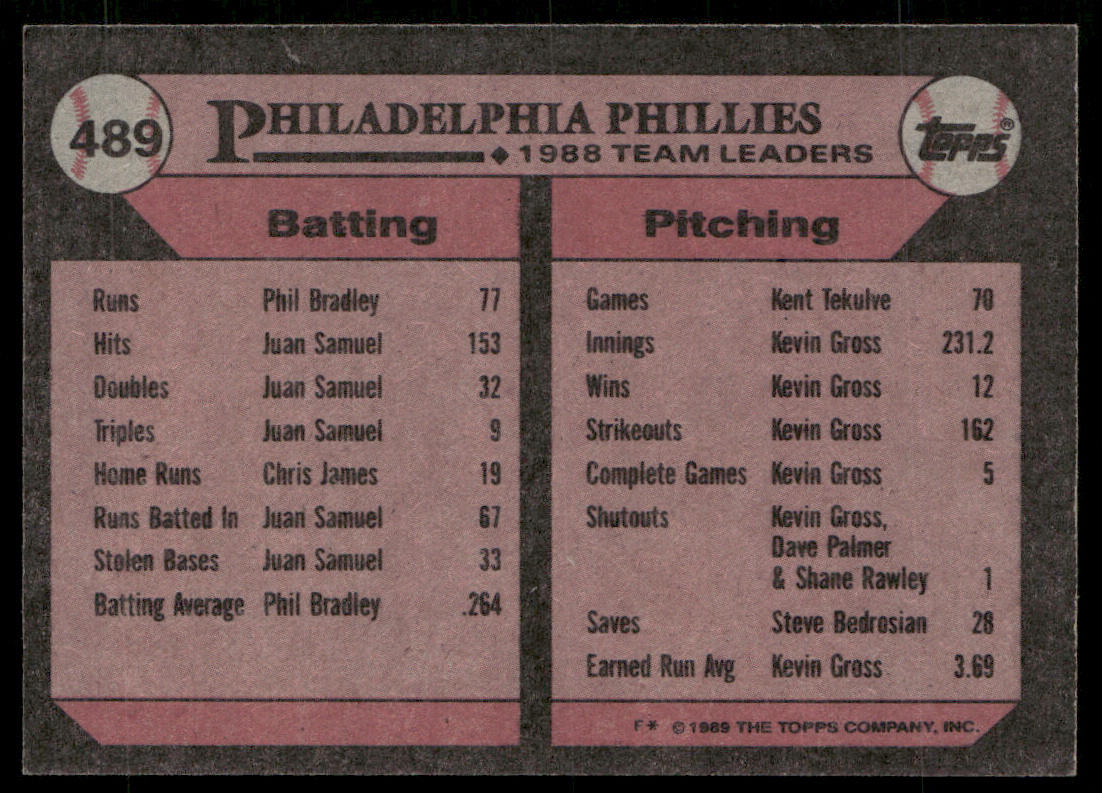 489
PHILADELPHIA PHILLIES
1988 TEAM LEADERS
topps®
Batting
Runs Phil Bradley 77
Hits Juan Samuel 153
Doubles Juan Samuel 32
Triples Juan Samuel 9
Home Runs Chris James 19
Runs Batted In Juan Samuel 67
Stolen Bases Juan Samuel 33
Batting Average Phil Bradley .264
Pitching
Games Kent Tekulve 70
Innings Kevin Gross 231.2
Wins Kevin Gross 12
Strikeouts Kevin Gross 162
Complete Games Kevin Gross 5
Shutouts Kevin Gross,
Dave Palmer
& Shane Rawley 1
Saves Steve Bedrosian 28
Earned Run Avg Kevin Gross 3.69
F* ©1989 THE TOPPS COMPANY, INC.